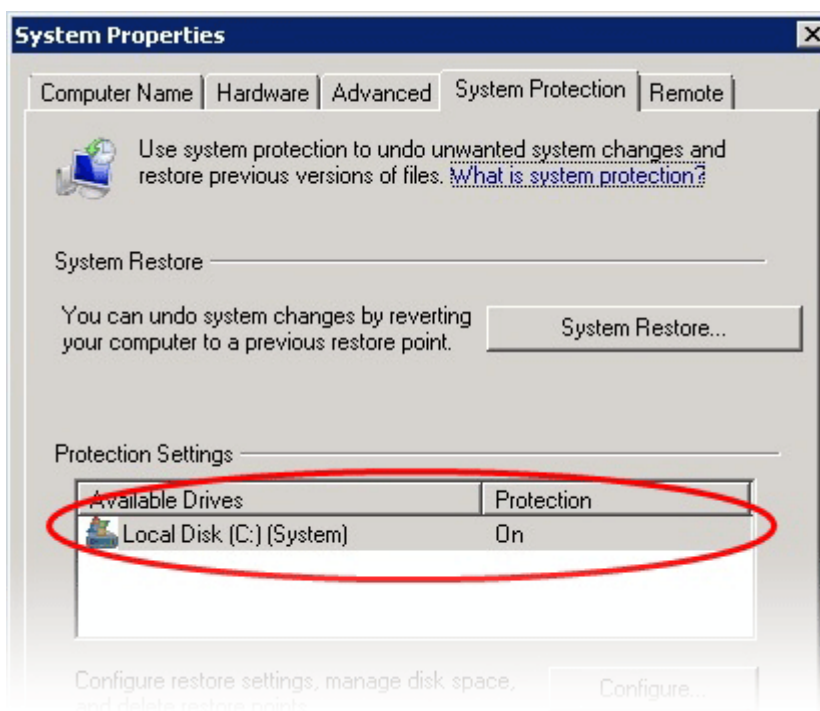 System Properties
Computer Name Hardware Advanced System Protection Remote
Use system protection to undo unwanted system changes and
restore previous versions of files. What is system protection?
System Restore
You can undo system changes by reverting
your computer to a previous restore point.
System Restore...
Protection Settings
Available Drives Protection
Local Disk (C:) (System) On
Configure restore settings, manage disk space,
and delete restore points.
Configure...